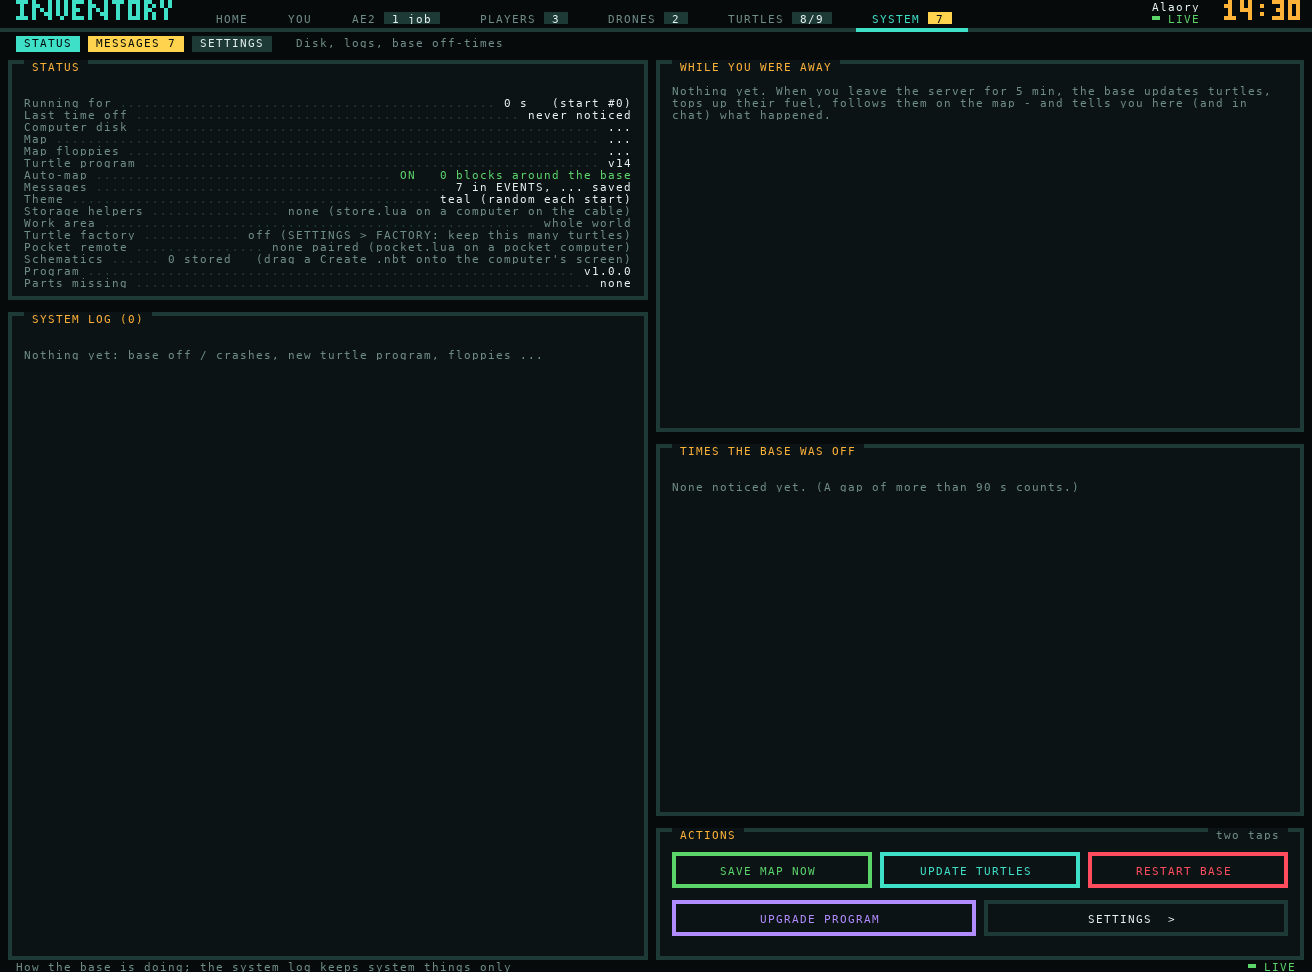 INVENTORY
HOME YOU AE2 1 job PLAYERS 3 DRONES 2 TURTLES 8/9 SYSTEM 7
Alaory
LIVE
14:30
STATUS MESSAGES 7 SETTINGS Disk, logs, base off-times
STATUS
Running for 0 s (start #0)
Last time off never noticed
Computer disk ...
Map ...
Map floppies ...
Turtle program v14
Auto-map ON 0 blocks around the base
Messages 7 in EVENTS, ... saved
Theme teal (random each start)
Storage helpers none (store.lua on a computer on the cable)
Work area whole world
Turtle factory off (SETTINGS > FACTORY: keep this many turtles)
Pocket remote none paired (pocket.lua on a pocket computer)
Schematics 0 stored (drag a Create .nbt onto the computer's screen)
Program v1.0.0
Parts missing none
SYSTEM LOG (0)
Nothing yet: base off / crashes, new turtle program, floppies ...
WHILE YOU WERE AWAY
Nothing yet. When you leave the server for 5 min, the base updates turtles,
tops up their fuel, follows them on the map - and tells you here (and in
chat) what happened.
TIMES THE BASE WAS OFF
None noticed yet. (A gap of more than 90 s counts.)
ACTIONS two taps
SAVE MAP NOW UPDATE TURTLES RESTART BASE
UPGRADE PROGRAM SETTINGS >
How the base is doing; the system log keeps system things only
LIVE